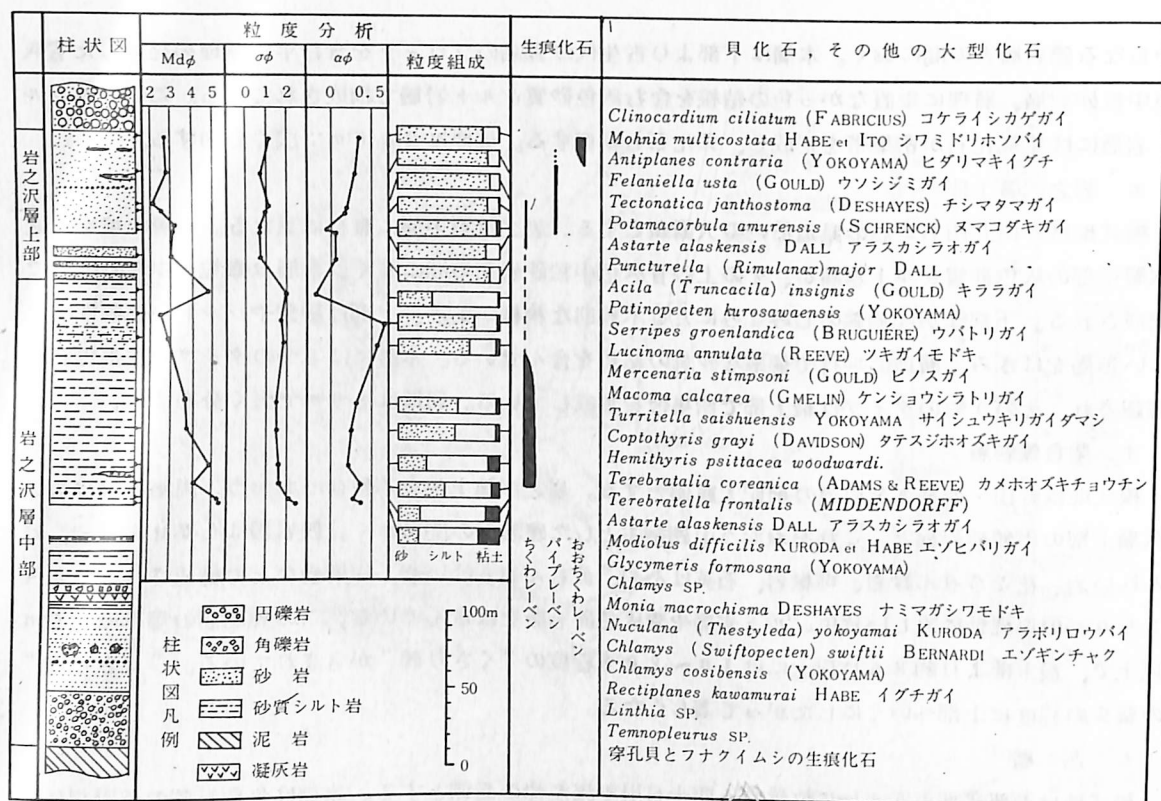 柱状図
粒度分析
Mdφ
σφ
αφ
粒度組成
生痕化石
貝化石，その他の大型化石
2 3 4 5
0 1 2
0 0.5
岩之沢層上部
岩之沢層中部
Clinocardium ciliatum (FABRICIUS) コケライシカゲガイ
Mohnia multicostata HABE et ITO シワミドリホソバイ
Antiplanes contraria (YOKOYAMA) ヒダリマキイグチ
Felaniella usta (GOULD) ウソシジミガイ
Tectonatica janthostoma (DESHAYES) チシマタマガイ
Potamacorbula amurensis (SCHRENCK) ヌマコダキガイ
Astarte alaskensis DALL アラスカシラオガイ
Puncturella (Rimulanax) major DALL
Acila (Truncacila) insignis (GOULD) キララガイ
Patinopecten kurosawaensis (YOKOYAMA)
Serripes groenlandica (BRUGUIÉRE) ウバトリガイ
Lucinoma annulata (REEVE) ツキガイモドキ
Mercenaria stimpsoni (GOULD) ビノスガイ
Macoma calcarea (GMELIN) ケンショウシラトリガイ
Turritella saishuensis YOKOYAMA サイシュウキリガイダマシ
Coptothyris grayi (DAVIDSON) タテスジホオズキガイ
Hemithyris psittacea woodwardi.
Terebratalia coreanica (ADAMS & REEVE) カメホオズキチョウチン
Terebratella frontalis (MIDDENDORFF)
Astarte alaskensis DALL アラスカシラオガイ
Modiolus difficilis KURODA et HABE エゾヒバリガイ
Glycymeris formosana (YOKOYAMA)
Chlamys SP.
Monia macrochisma DESHAYES ナミマガシワモドキ
Nuculana (Thestyleda) yokoyamai KURODA アラボリロウバイ
Chlamys (Swiftopecten) swiftii BERNARDI エゾギンチャク
Chlamys cosibensis (YOKOYAMA)
Rectiplanes kawamurai HABE イグチガイ
Linthia SP.
Temnopleurus SP.
穿孔貝とフナクイムシの生痕化石
砂 シルト 粘土
ちくわレーベン
パイプレーベン
おちょわレーベン
柱状図凡例
円礫岩
角礫岩
砂岩
砂質シルト岩
泥岩
凝灰岩
100m
50
0